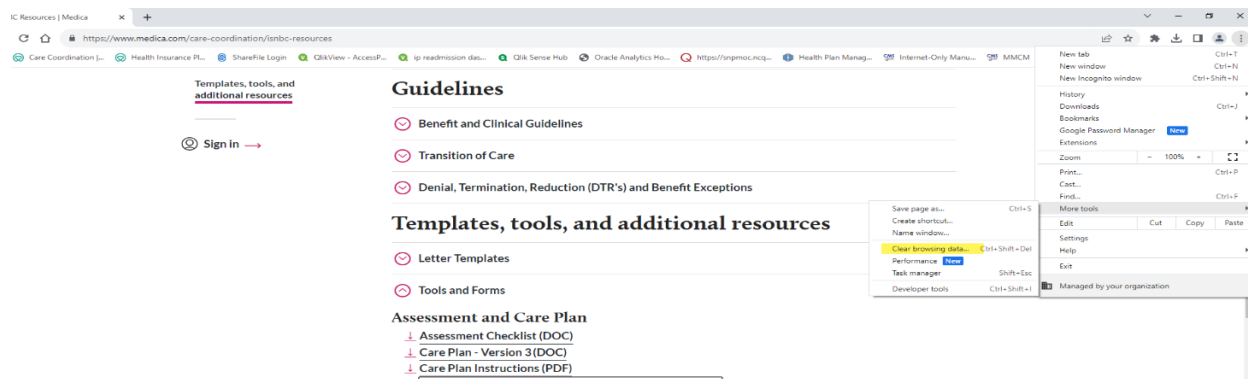 IC Resources | Medica
https://www.medica.com/care-coordination/isnbc-resources
Care Coordination |... Health Insurance Pl... ShareFile Login QlikView - AccessP... ip readmission das... Qlik Sense Hub Oracle Analytics Ho... https://snpmoc.ncq... Health Plan Manag... Internet-Only Manu... MMCM
Templates, tools, and
additional resources
Sign in →
Guidelines
Benefit and Clinical Guidelines
Transition of Care
Denial, Termination, Reduction (DTR's) and Benefit Exceptions
Templates, tools, and additional resources
Letter Templates
Tools and Forms
Assessment and Care Plan
Assessment Checklist (DOC)
Care Plan - Version 3 (DOC)
Care Plan Instructions (PDF)
Save page as... Ctrl+S
Create shortcut...
Name window...
Clear browsing data... Ctrl+Shift+Del
Performance New
Task manager Shift+Esc
Developer tools Ctrl+Shift+I
New tab Ctrl+T
New window Ctrl+N
New Incognito window Ctrl+Shift+N
History
Downloads Ctrl+J
Bookmarks
Google Password Manager New
Extensions
Zoom - 100% +
Print... Ctrl+P
Cast...
Find... Ctrl+F
More tools
Edit Cut Copy Paste
Settings
Help
Exit
Managed by your organization